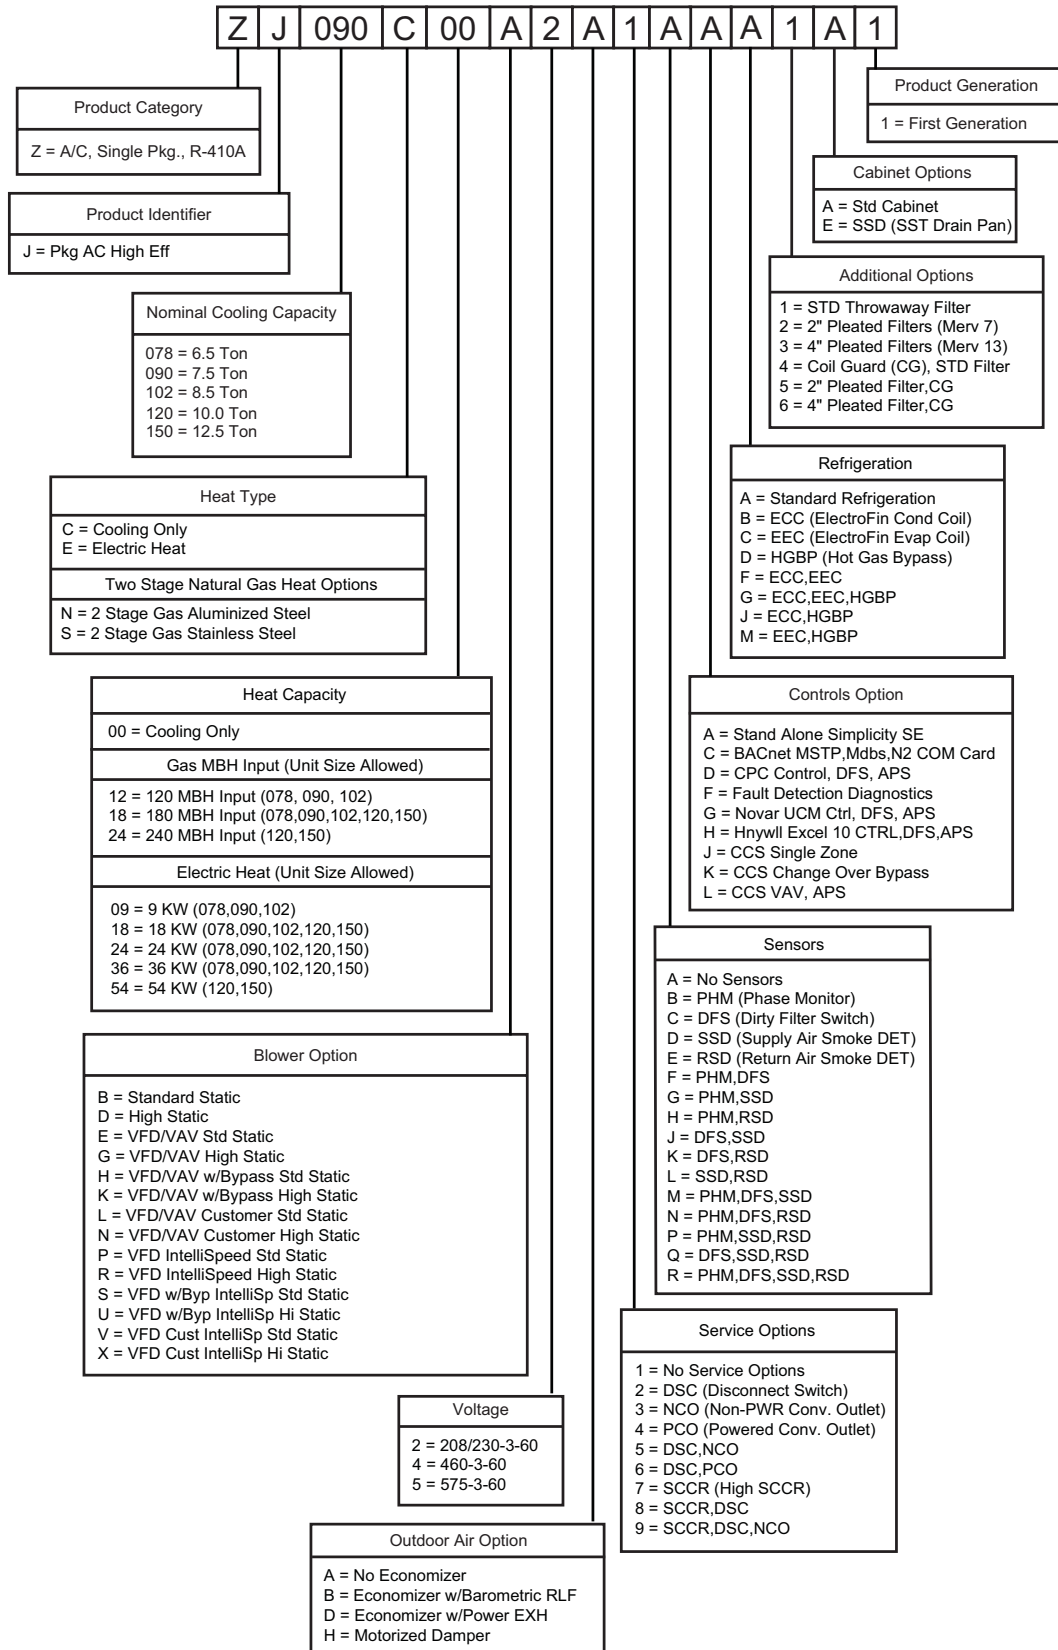 Z J 090 C 00 A 2 A 1 A A A 1 A 1
Product Category
Z = A/C, Single Pkg., R-410A
Product Identifier
J = Pkg AC High Eff
Nominal Cooling Capacity
078 = 6.5 Ton
090 = 7.5 Ton
102 = 8.5 Ton
120 = 10.0 Ton
150 = 12.5 Ton
Heat Type
C = Cooling Only
E = Electric Heat
Two Stage Natural Gas Heat Options
N = 2 Stage Gas Aluminized Steel
S = 2 Stage Gas Stainless Steel
Heat Capacity
00 = Cooling Only
Gas MBH Input (Unit Size Allowed)
12 = 120 MBH Input (078, 090, 102)
18 = 180 MBH Input (078,090,102,120,150)
24 = 240 MBH Input (120,150)
Electric Heat (Unit Size Allowed)
09 = 9 KW (078,090,102)
18 = 18 KW (078,090,102,120,150)
24 = 24 KW (078,090,102,120,150)
36 = 36 KW (078,090,102,120,150)
54 = 54 KW (120,150)
Blower Option
B = Standard Static
D = High Static
E = VFD/VAV Std Static
G = VFD/VAV High Static
H = VFD/VAV w/Bypass Std Static
K = VFD/VAV w/Bypass High Static
L = VFD/VAV Customer Std Static
N = VFD/VAV Customer High Static
P = VFD IntelliSpeed Std Static
R = VFD IntelliSpeed High Static
S = VFD w/Byp IntelliSp Std Static
U = VFD w/Byp IntelliSp Hi Static
V = VFD Cust IntelliSp Std Static
X = VFD Cust IntelliSp Hi Static
Voltage
2 = 208/230-3-60
4 = 460-3-60
5 = 575-3-60
Outdoor Air Option
A = No Economizer
B = Economizer w/Barometric RLF
D = Economizer w/Power EXH
H = Motorized Damper
Product Generation
1 = First Generation
Cabinet Options
A = Std Cabinet
E = SSD (SST Drain Pan)
Additional Options
1 = STD Throwaway Filter
2 = 2" Pleated Filters (Merv 7)
3 = 4" Pleated Filters (Merv 13)
4 = Coil Guard (CG), STD Filter
5 = 2" Pleated Filter,CG
6 = 4" Pleated Filter,CG
Refrigeration
A = Standard Refrigeration
B = ECC (ElectroFin Cond Coil)
C = EEC (ElectroFin Evap Coil)
D = HGBP (Hot Gas Bypass)
F = ECC,EEC
G = ECC,EEC,HGBP
J = ECC,HGBP
M = EEC,HGBP
Controls Option
A = Stand Alone Simplicity SE
C = BACnet MSTP,Mdbs,N2 COM Card
D = CPC Control, DFS, APS
F = Fault Detection Diagnostics
G = Novar UCM Ctrl, DFS, APS
H = Hnywll Excel 10 CTRL,DFS,APS
J = CCS Single Zone
K = CCS Change Over Bypass
L = CCS VAV, APS
Sensors
A = No Sensors
B = PHM (Phase Monitor)
C = DFS (Dirty Filter Switch)
D = SSD (Supply Air Smoke DET)
E = RSD (Return Air Smoke DET)
F = PHM,DFS
G = PHM,SSD
H = PHM,RSD
J = DFS,SSD
K = DFS,RSD
L = SSD,RSD
M = PHM,DFS,SSD
N = PHM,DFS,RSD
P = PHM,SSD,RSD
Q = DFS,SSD,RSD
R = PHM,DFS,SSD,RSD
Service Options
1 = No Service Options
2 = DSC (Disconnect Switch)
3 = NCO (Non-PWR Conv. Outlet)
4 = PCO (Powered Conv. Outlet)
5 = DSC,NCO
6 = DSC,PCO
7 = SCCR (High SCCR)
8 = SCCR,DSC
9 = SCCR,DSC,NCO